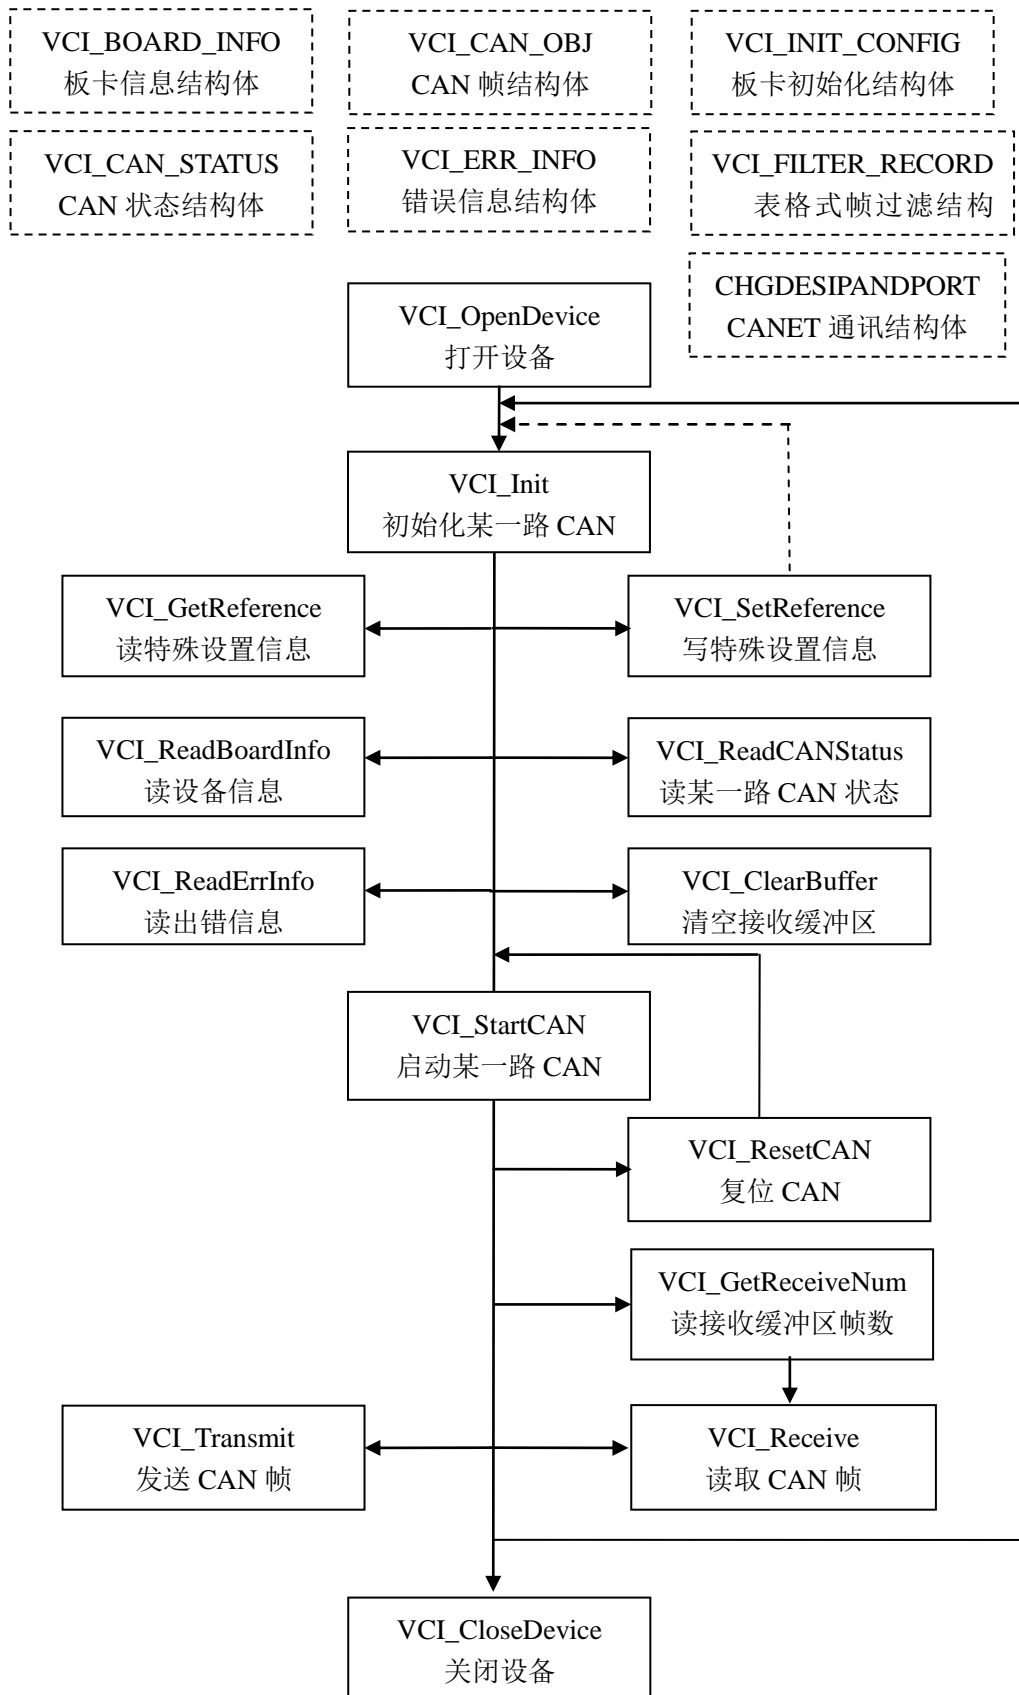 VCI_BOARD_INFO
板卡信息结构体
VCI_CAN_OBJ
CAN 帧结构体
VCI_INIT_CONFIG
板卡初始化结构体
VCI_CAN_STATUS
CAN 状态结构体
VCI_ERR_INFO
错误信息结构体
VCI_FILTER_RECORD
表格式帧过滤结构
CHGDESIPANDPORT
CANET 通讯结构体
VCI_OpenDevice
打开设备
VCI_Init
初始化某一路 CAN
VCI_GetReference
读特殊设置信息
VCI_SetReference
写特殊设置信息
VCI_ReadBoardInfo
读设备信息
VCI_ReadCANStatus
读某一路 CAN 状态
VCI_ReadErrInfo
读出错信息
VCI_ClearBuffer
清空接收缓冲区
VCI_StartCAN
启动某一路 CAN
VCI_ResetCAN
复位 CAN
VCI_GetReceiveNum
读接收缓冲区帧数
VCI_Transmit
发送 CAN 帧
VCI_Receive
读取 CAN 帧
VCI_CloseDevice
关闭设备